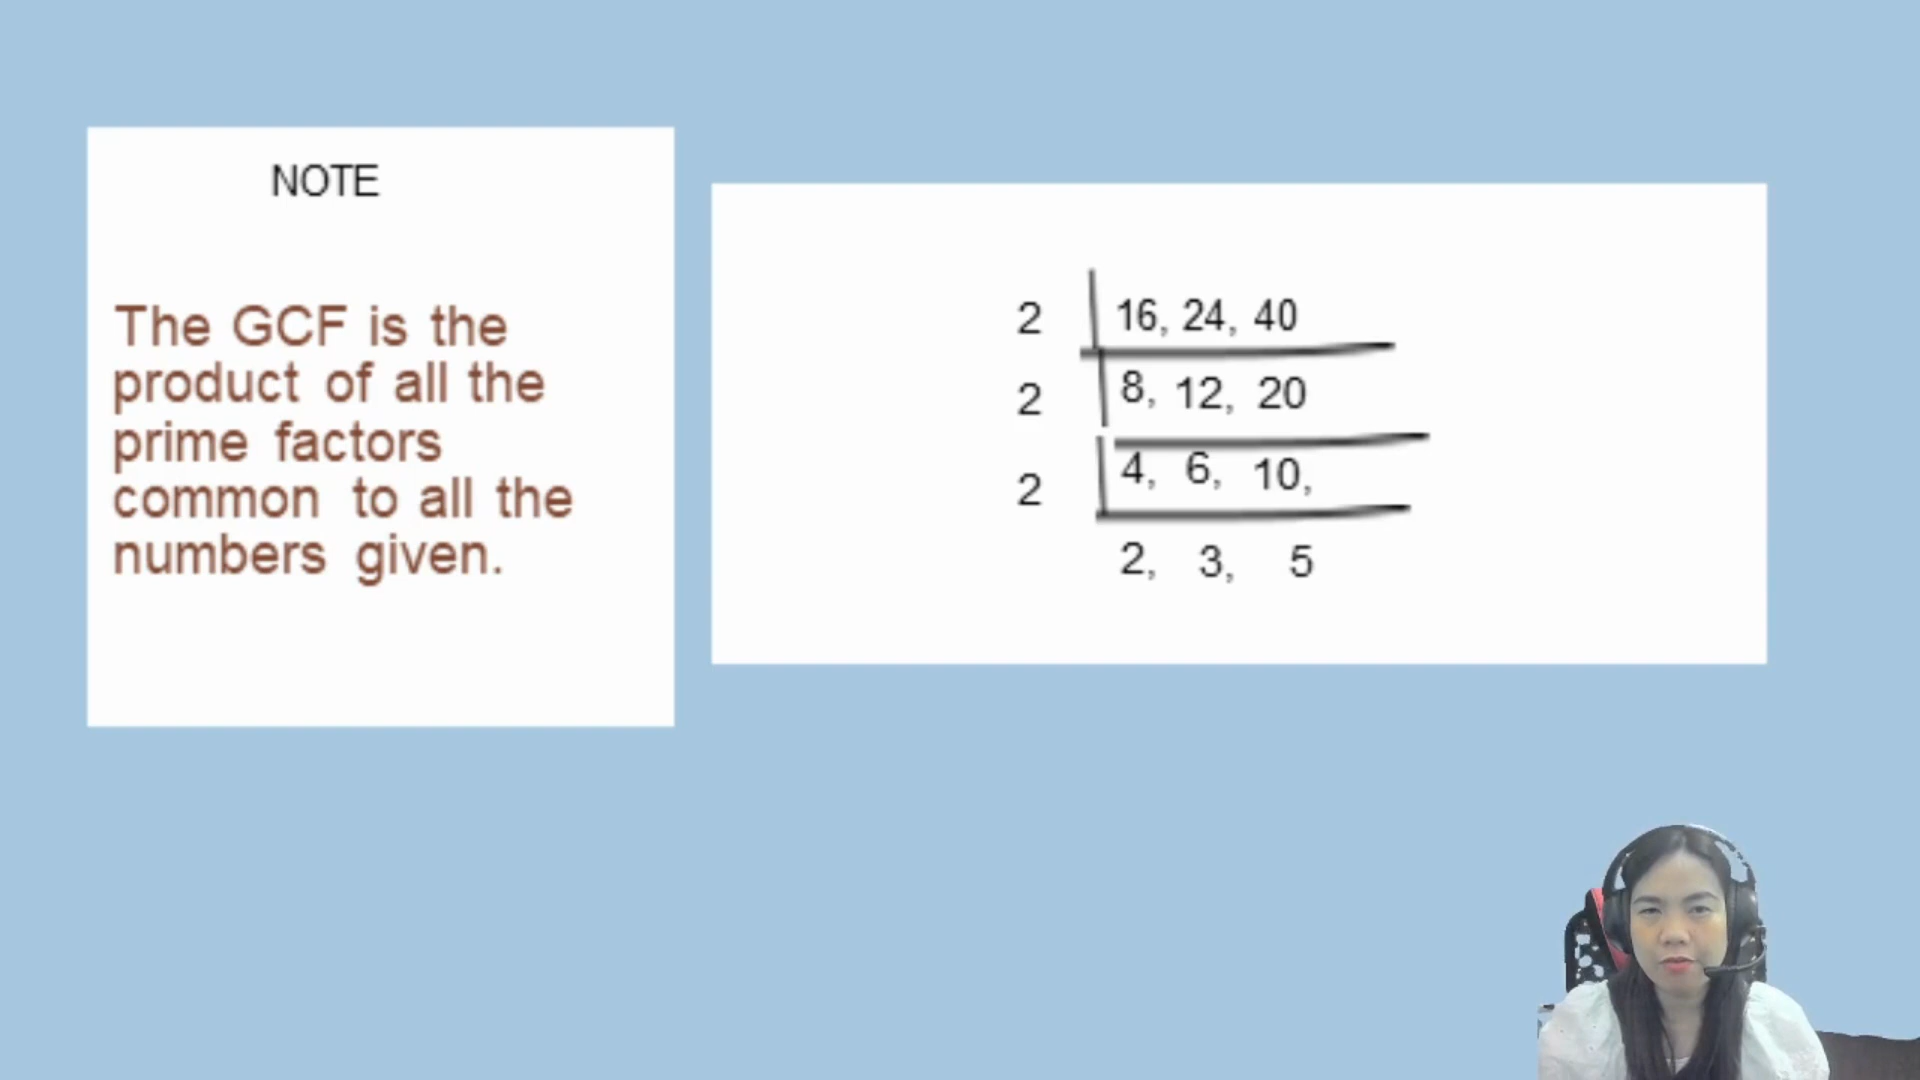 NOTE
The GCF is the
product of all the
prime factors
common to all the
numbers given.
2 16, 24, 40
2 8, 12, 20
2 4, 6, 10,
2, 3, 5